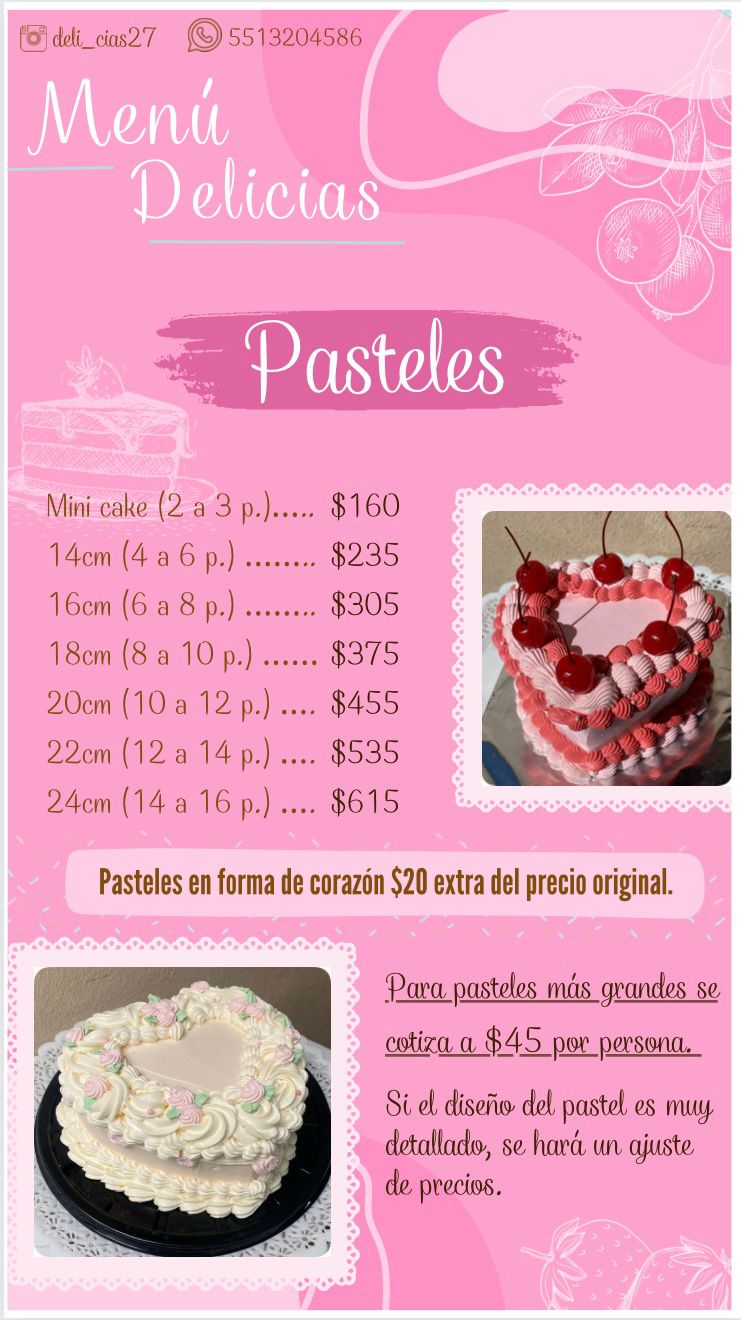 deli_cias27 5513204586
Menú
Delicias
Pasteles
Mini cake (2 a 3 p.)..... $160
14cm (4 a 6 p.) ........ $235
16cm (6 a 8 p.) ........ $305
18cm (8 a 10 p.) ...... $375
20cm (10 a 12 p.) .... $455
22cm (12 a 14 p.) .... $535
24cm (14 a 16 p.) .... $615
Pasteles en forma de corazón $20 extra del precio original.
Para pasteles más grandes se
cotiza a $45 por persona.
Si el diseño del pastel es muy
detallado, se hará un ajuste
de precios.